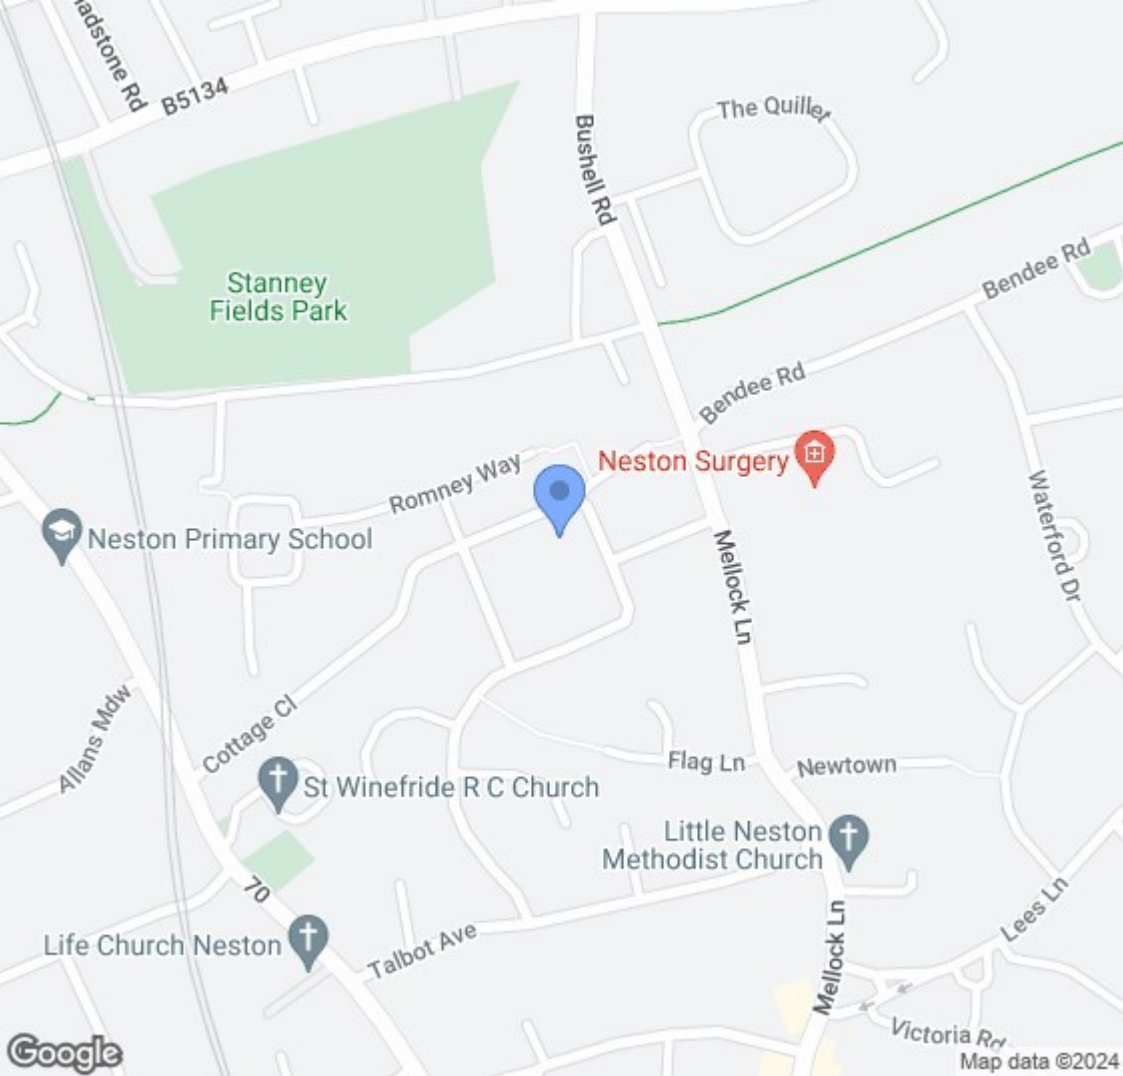 Gladstone Rd
B5134
The Quillet
Bushell Rd
Bendee Rd
Stanney
Fields Park
Bendee Rd
Neston Surgery
Romney Way
Waterford Dr
Neston Primary School
Mellock Ln
Allans Mdw
Cottage Cl
Flag Ln
Newtown
St Winefride R C Church
Little Neston
Methodist Church
70
Lees Ln
Life Church Neston
Talbot Ave
Mellock Ln
Victoria Rd
Google
Map data ©2024